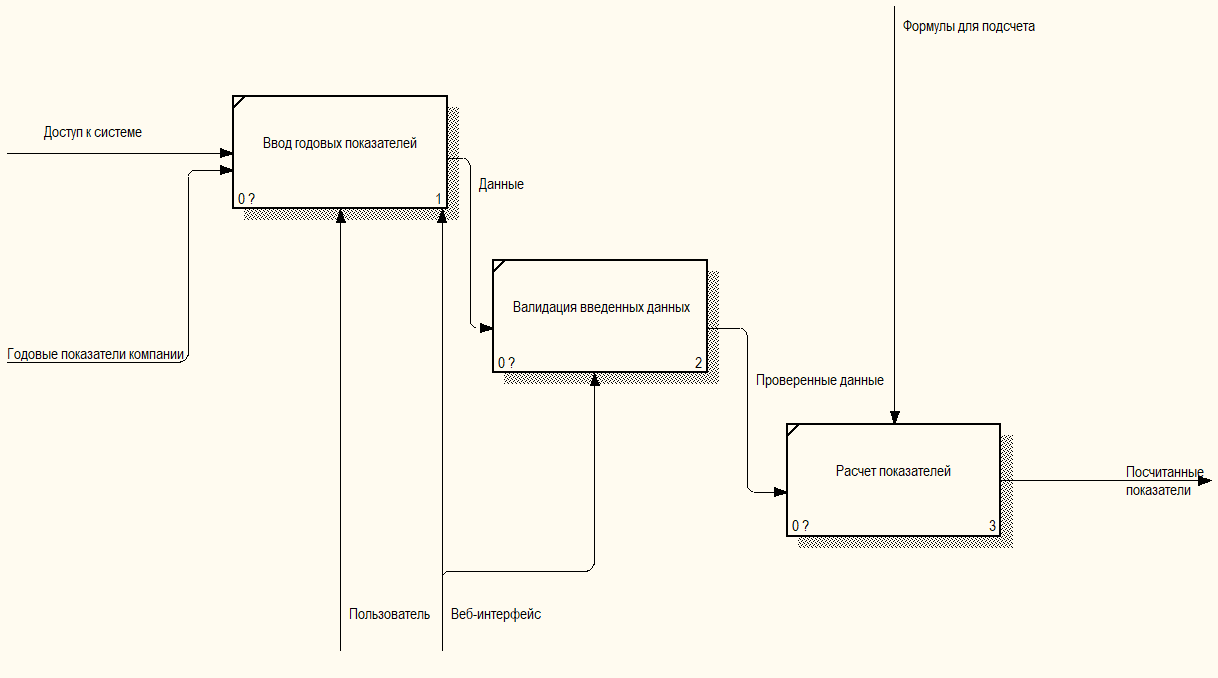 Формулы для подсчета
Доступ к системе
Ввод годовых показателей
0 ?
1
Данные
Валидация введенных данных
0 ?
2
Годовые показатели компании
Проверенные данные
Расчет показателей
0 ?
3
Посчитанные
показатели
Пользователь
Веб-интерфейс